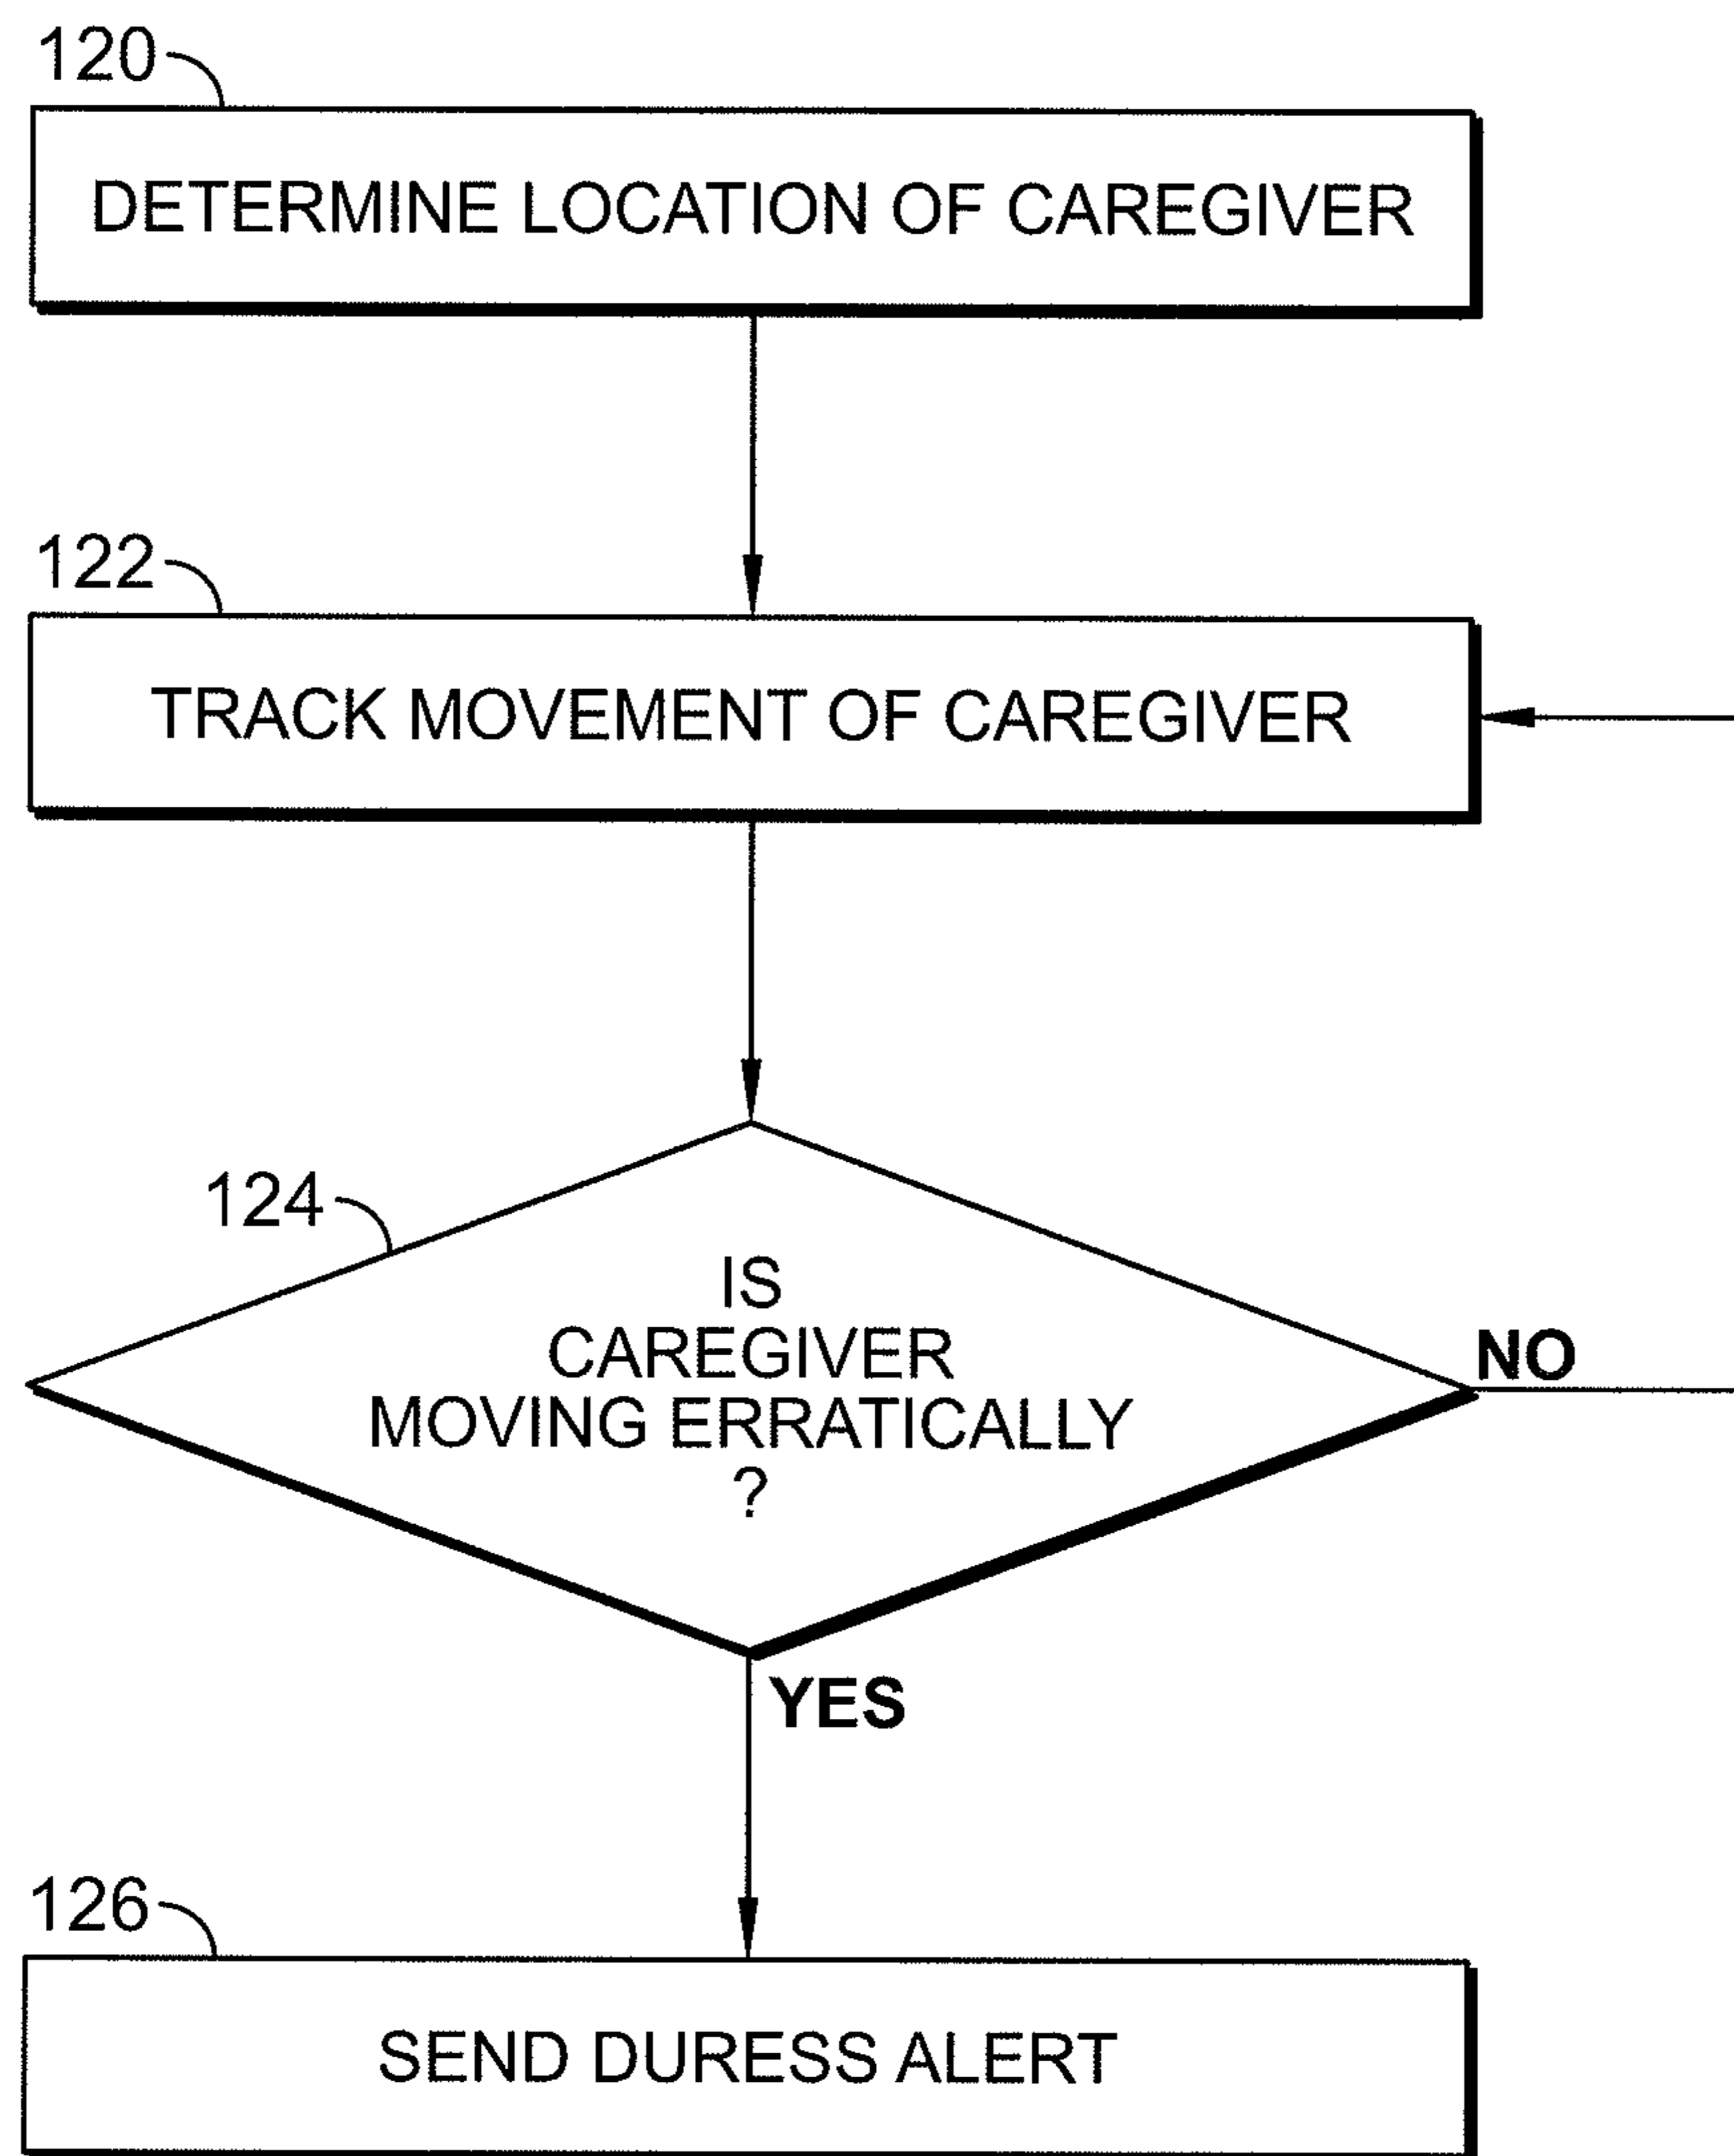 120
DETERMINE LOCATION OF CAREGIVER
122
TRACK MOVEMENT OF CAREGIVER
124
IS
CAREGIVER
MOVING ERRATICALLY
?
NO
YES
126
SEND DURESS ALERT